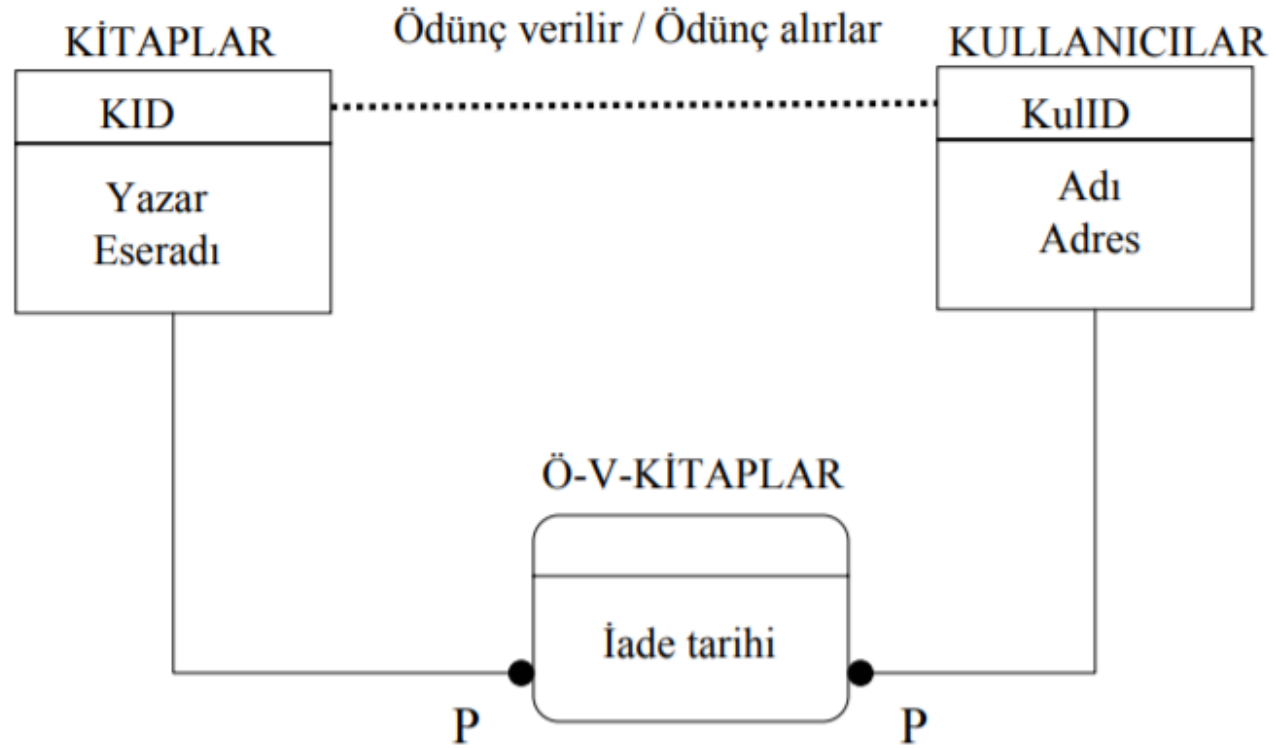 KİTAPLAR
Ödünç verilir / Ödünç alırlar
KULLANICILAR
KID
Yazar
Eseradı
KulID
Adı
Adres
Ö-V-KİTAPLAR
İade tarihi
P
P